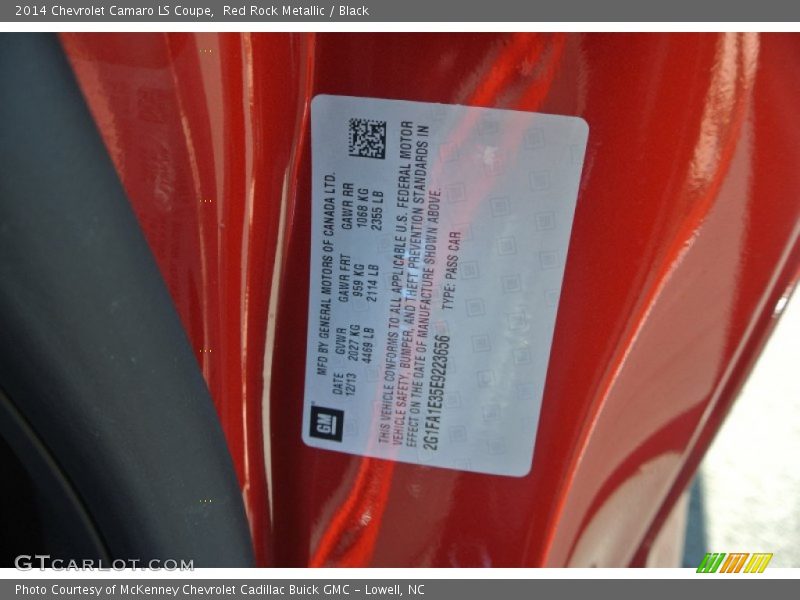 2014 Chevrolet Camaro LS Coupe,  Red Rock Metallic / Black
MFD BY GENERAL MOTORS OF CANADA LTD.
DATE GVWR GAWR FRT GAWR RR
12/13 2027 KG 959 KG 1068 KG
4469 LB 2114 LB 2355 LB
GM
THIS VEHICLE CONFORMS TO ALL APPLICABLE U.S. FEDERAL MOTOR
VEHICLE SAFETY, BUMPER, AND THEFT PREVENTION STANDARDS IN
EFFECT ON THE DATE OF MANUFACTURE SHOWN ABOVE.
2G1FA1E35E9223656 TYPE: PASS CAR
GTCARLOT.COM
Photo Courtesy of McKenney Chevrolet Cadillac Buick GMC - Lowell, NC